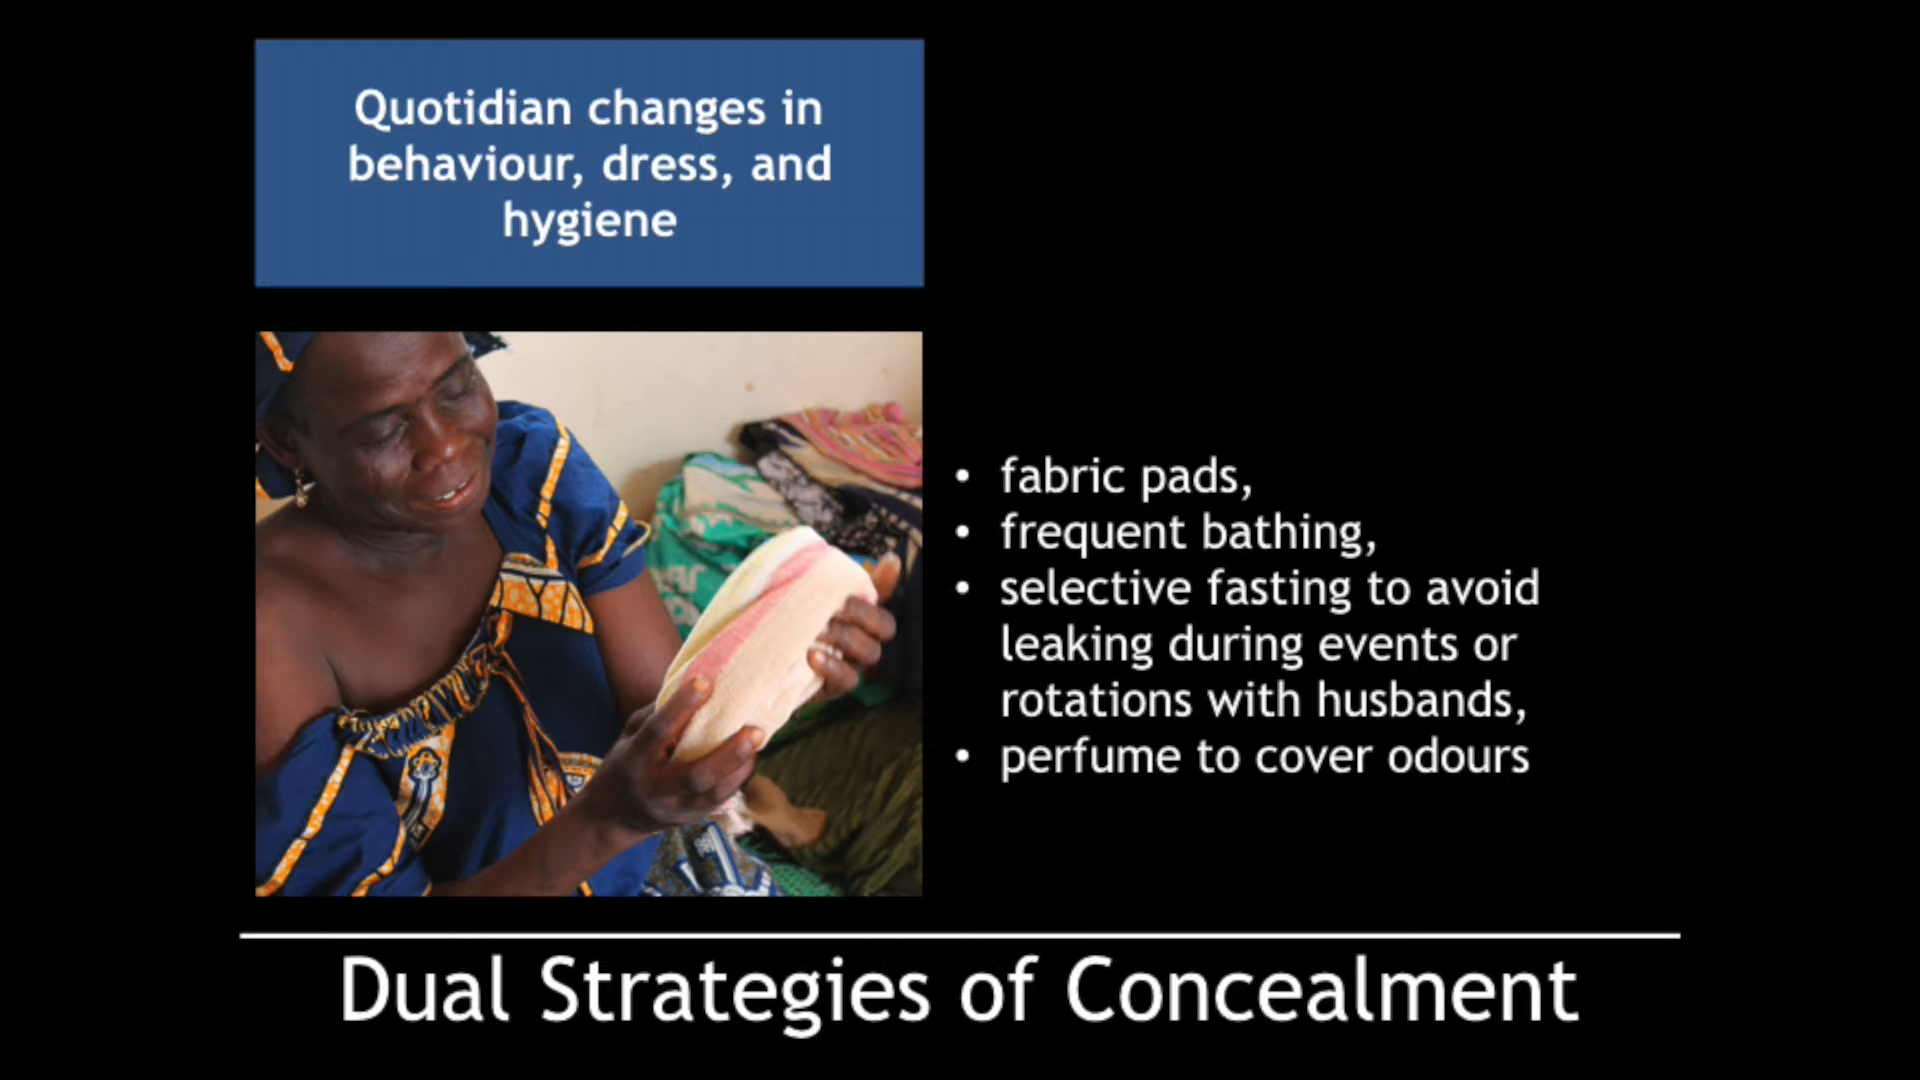 Quotidian changes in
behaviour, dress, and
hygiene
• fabric pads,
• frequent bathing,
• selective fasting to avoid
leaking during events or
rotations with husbands,
• perfume to cover odours
Dual Strategies of Concealment